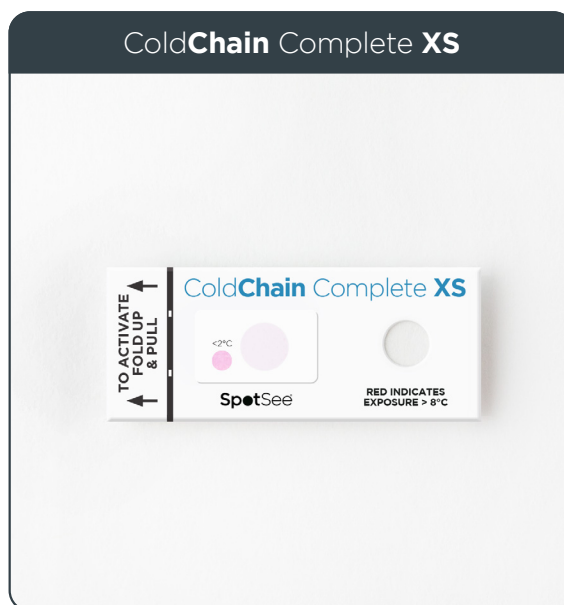 ColdChain Complete XS
TO ACTIVATE
FOLD UP
& PULL
ColdChain Complete XS
<2°C
SpotSee
RED INDICATES
EXPOSURE > 8°C